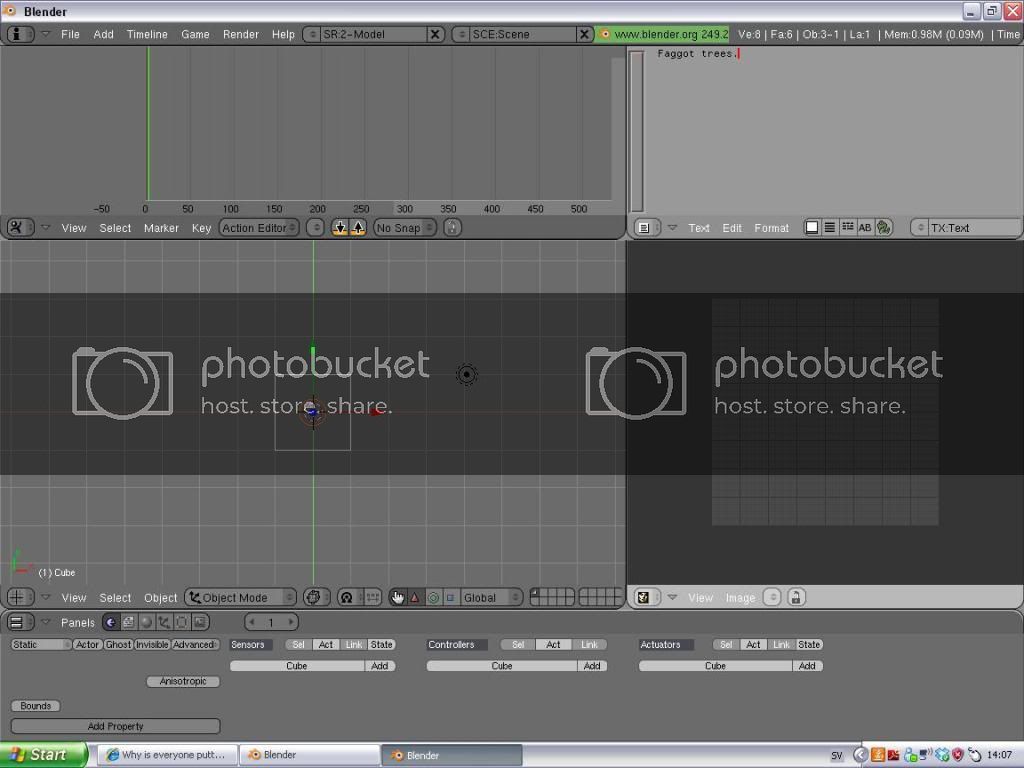 Blender
File Add Timeline Game Render Help SR:2-Model X SCE:Scene X www.blender.org 249.2 Ve:8 | Fa:6 | Ob:3-1 | La:1 | Mem:0.98M (0.09M) | Time
Faggot trees.
-50 0 50 100 150 200 250 300 350 400 450 500
View Select Marker Key Action Editor No Snap
Text Edit Format AB TX:Text
photobucket
host. store. share.
photobucket
host. store. share.
(1) Cube
View Select Object Object Mode Global
View Image
Panels 1
Static Actor Ghost Invisible Advanced Sensors Sel Act Link State Controllers Sel Act Link Actuators Sel Act Link State
Cube Add Cube Add Cube Add
Anisotropic
Bounds
Add Property
Start Why is everyone putt... Blender Blender SV 14:07